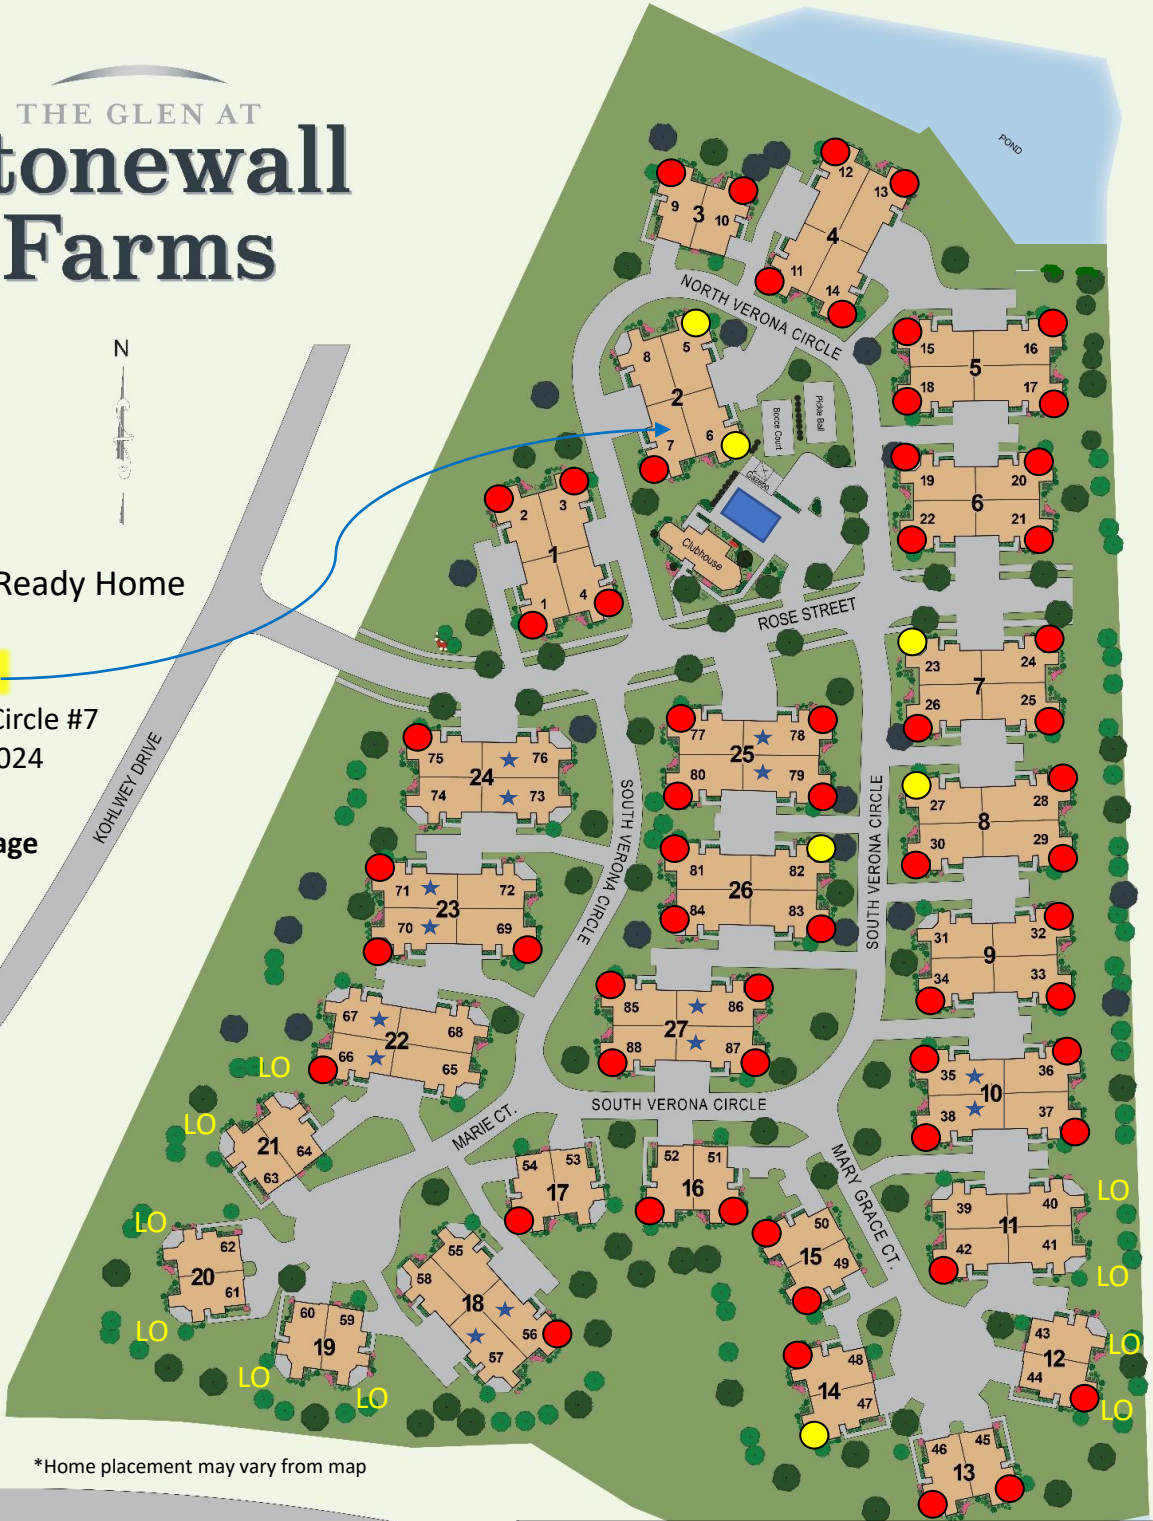 THE GLEN AT
tonewall
Farms
N
Ready Home
Circle #7
024
age
KOHLWEY DRIVE
POND
NORTH VERONA CIRCLE
Pickle Ball
Bocce Court
Gazebo
Clubhouse
ROSE STREET
SOUTH VERONA CIRCLE
SOUTH VERONA CIRCLE
SOUTH VERONA CIRCLE
MARIE CT.
MARY GRACE CT.
9 3 10
12 13
4
11 14
8 5
2
7 6
2 3
1
1 4
15 16
5
18 17
19 20
6
22 21
23 24
7
26 25
27 28
8
30 29
31 32
9
34 33
35 36
10
38 37
39 40
11
42 41
43
12
44
46 45
13
48
14
47
50
15
49
52 51
16
54 53
17
55
58
18
56
57
60 59
19
62
20
61
21 64
63
67 68
22
66 65
71 72
23
70 69
75 76
24
74 73
77 78
25
80 79
81 82
26
84 83
85 86
27
88 87
LO
LO
LO
LO
LO
LO
LO
LO
LO
LO
*Home placement may vary from map